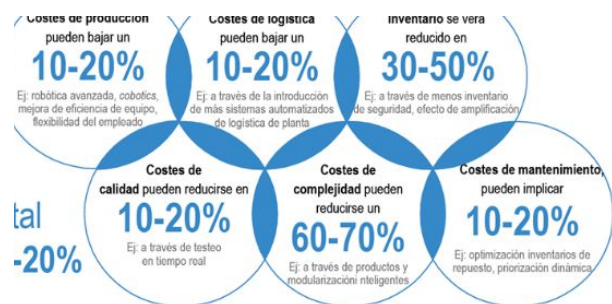 Costes de producción
pueden bajar un
10-20%
Ej: robótica avanzada, cobotics,
mejora de eficiencia de equipo,
flexibilidad del empleado
Costes de logística
pueden bajar un
10-20%
Ej: a través de la introducción
de más sistemas automatizados
de logística de planta
Inventario se verá
reducido en
30-50%
Ej: a través de menos inventario
de seguridad, efecto de amplificación
tal
-20%
Costes de
calidad pueden reducirse en
10-20%
Ej: a través de testeo
en tiempo real
Costes de
complejidad pueden
reducirse un
60-70%
Ej: a través de productos y
modularizaciónn inteligentes
Costes de mantenimiento,
pueden implicar
10-20%
Ej: optimización inventarios de
repuesto, priorización dinámica